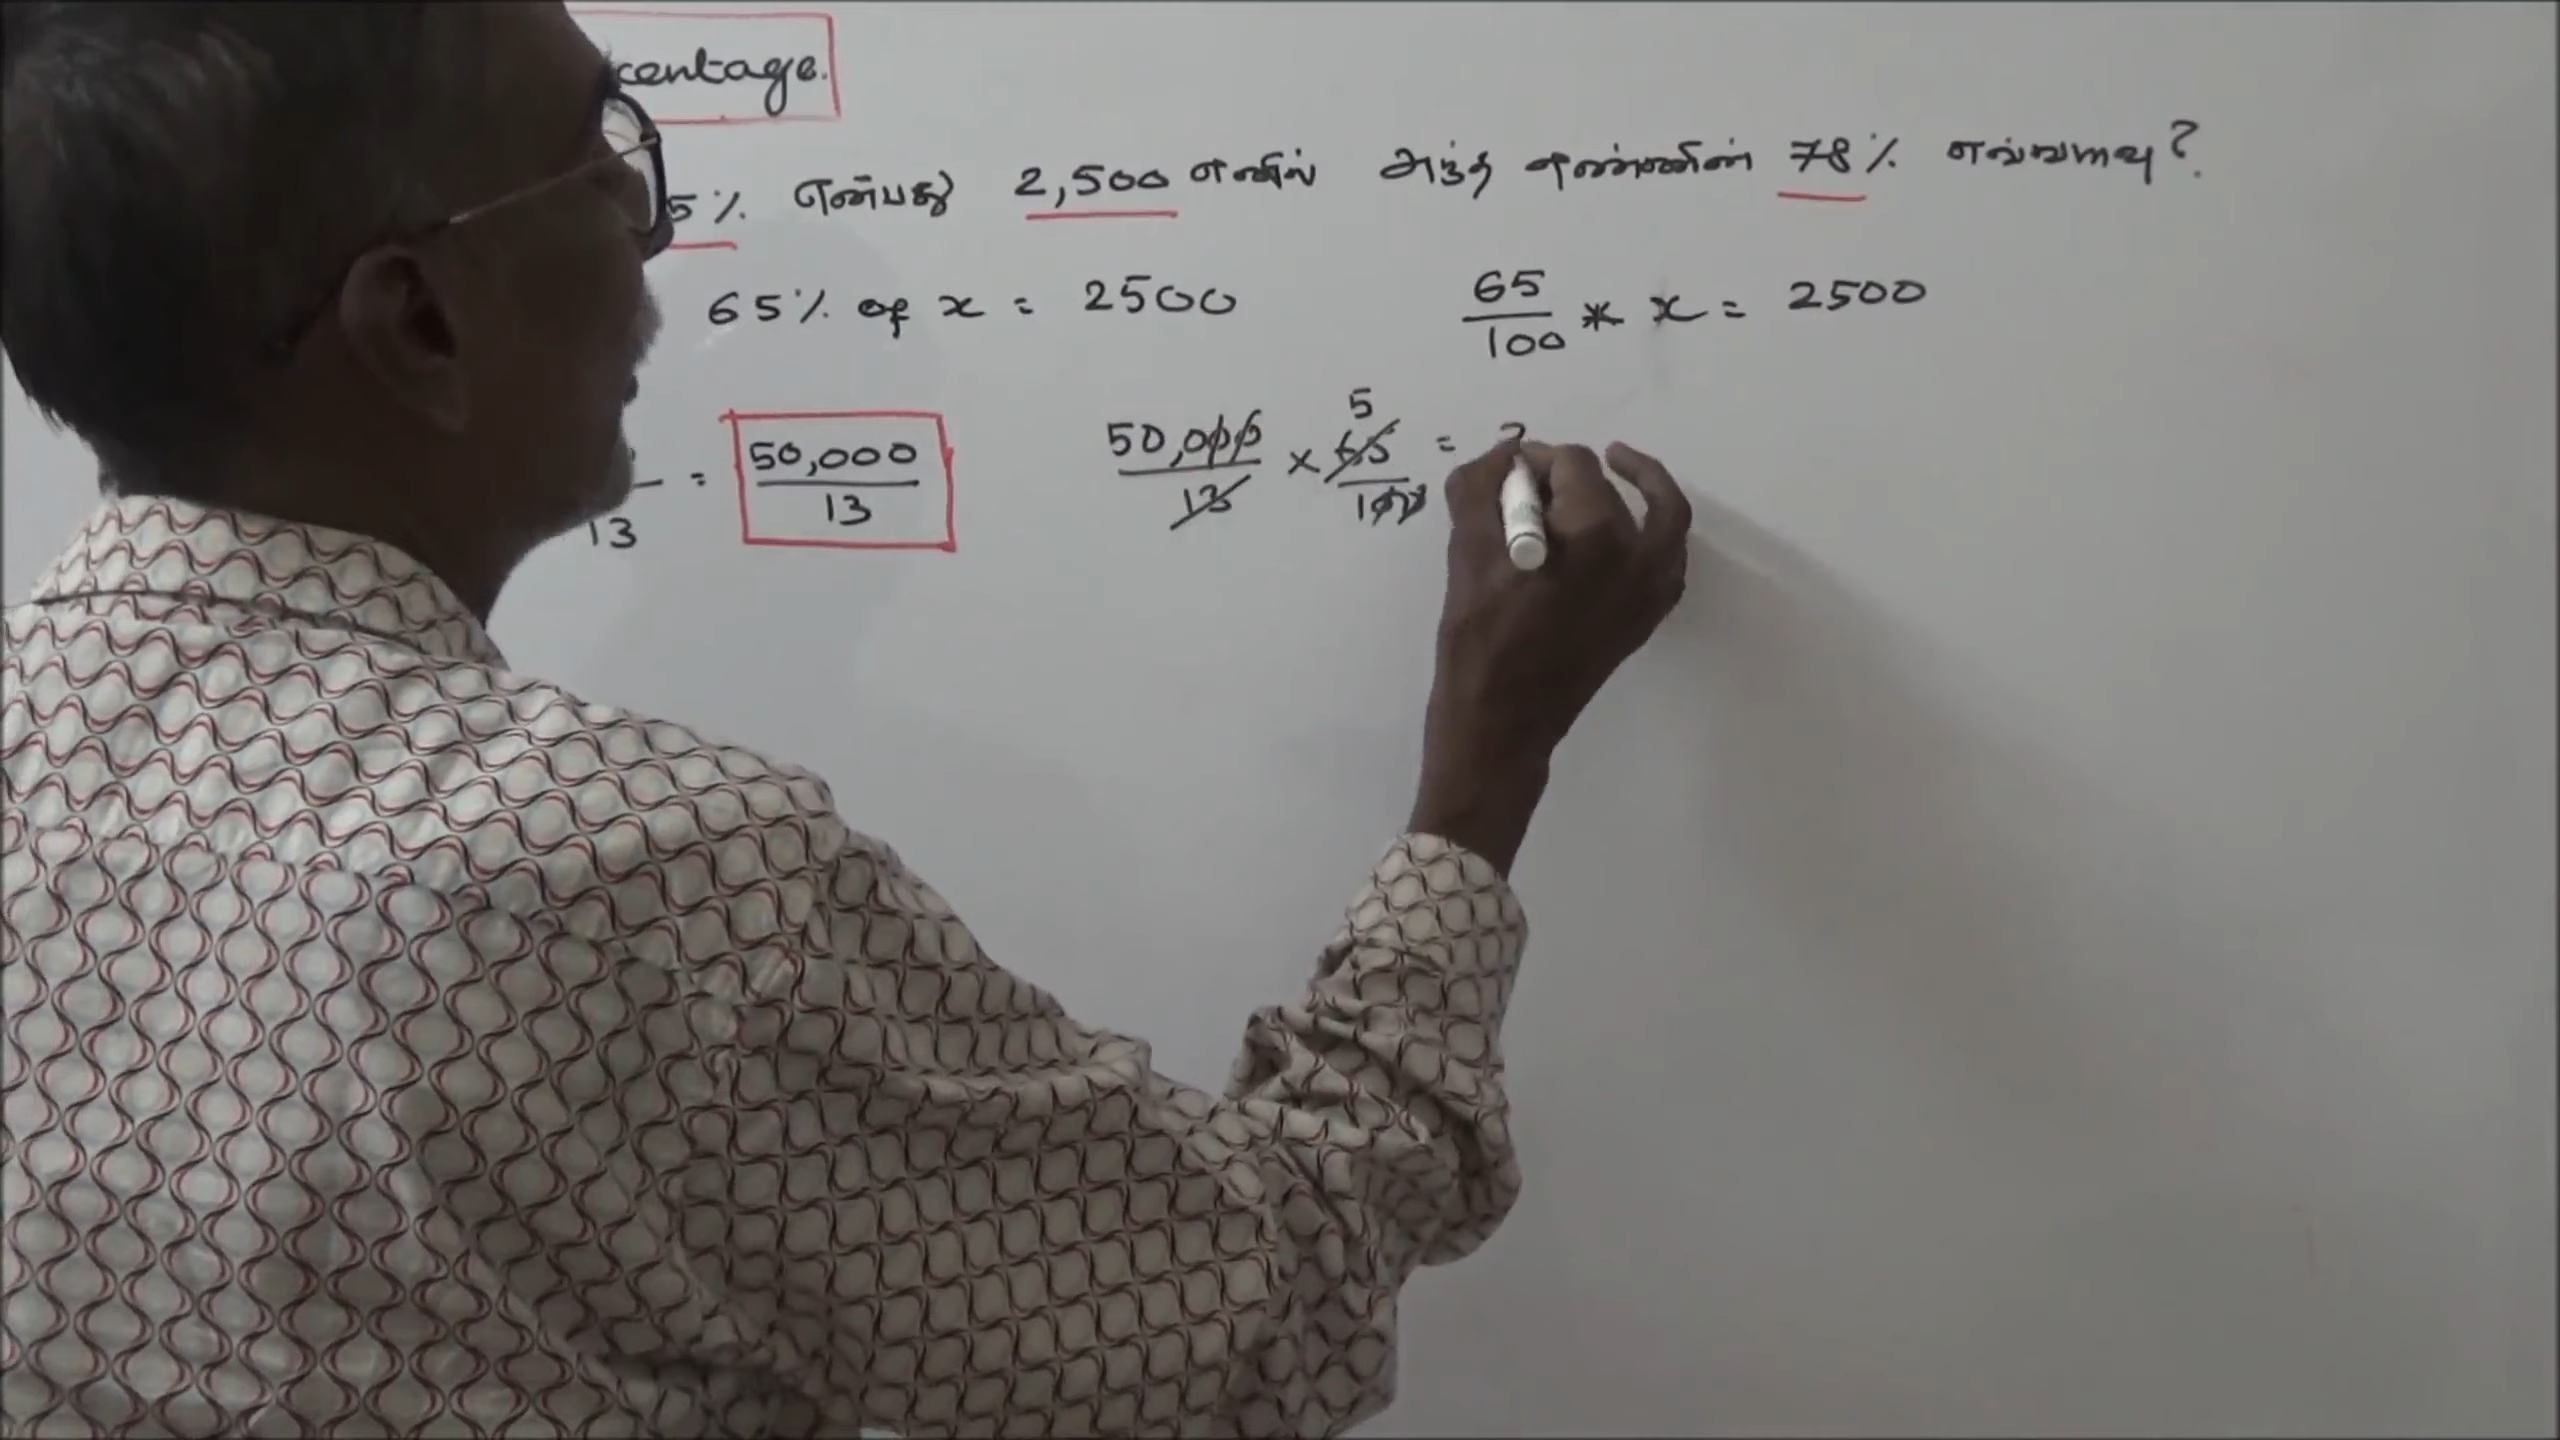 centage.
5% என்பது 2,500 எனில் அந்த எண்ணின் 78% எவ்வளவு?
65% of x = 2500 65/100 * x = 2500
13 = 50,000/13 50,000/13 × 65/100 = 5